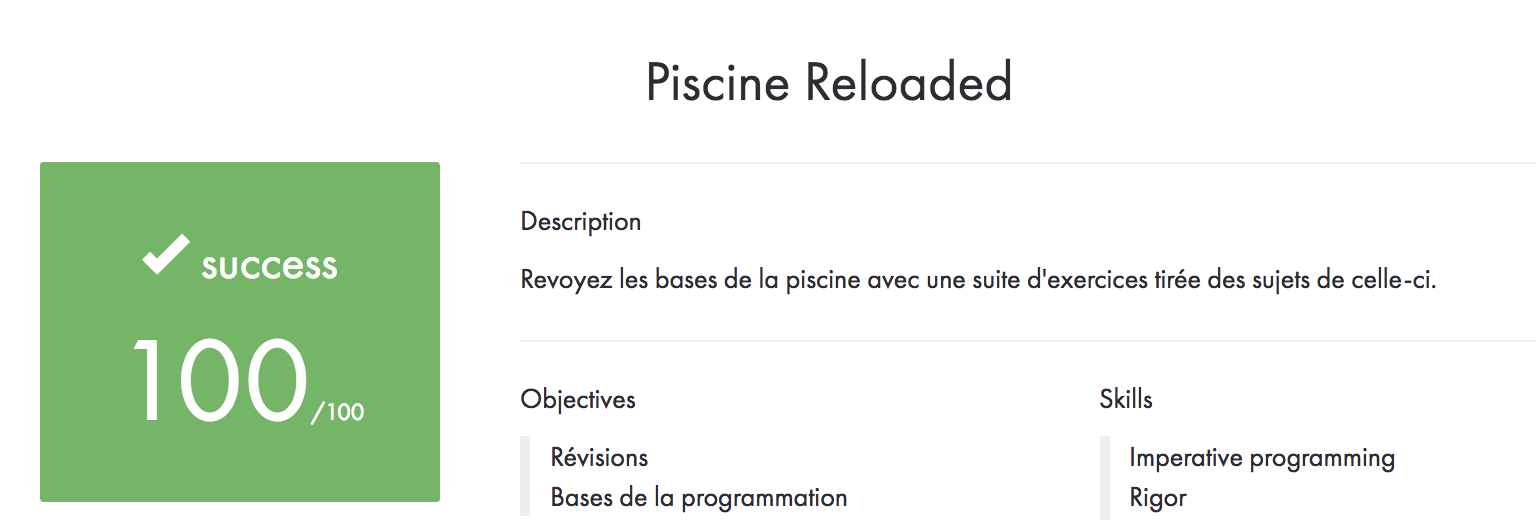 Piscine Reloaded
success
100/100
Description
Revoyez les bases de la piscine avec une suite d'exercices tirée des sujets de celle-ci.
Objectives
Révisions
Bases de la programmation
Skills
Imperative programming
Rigor